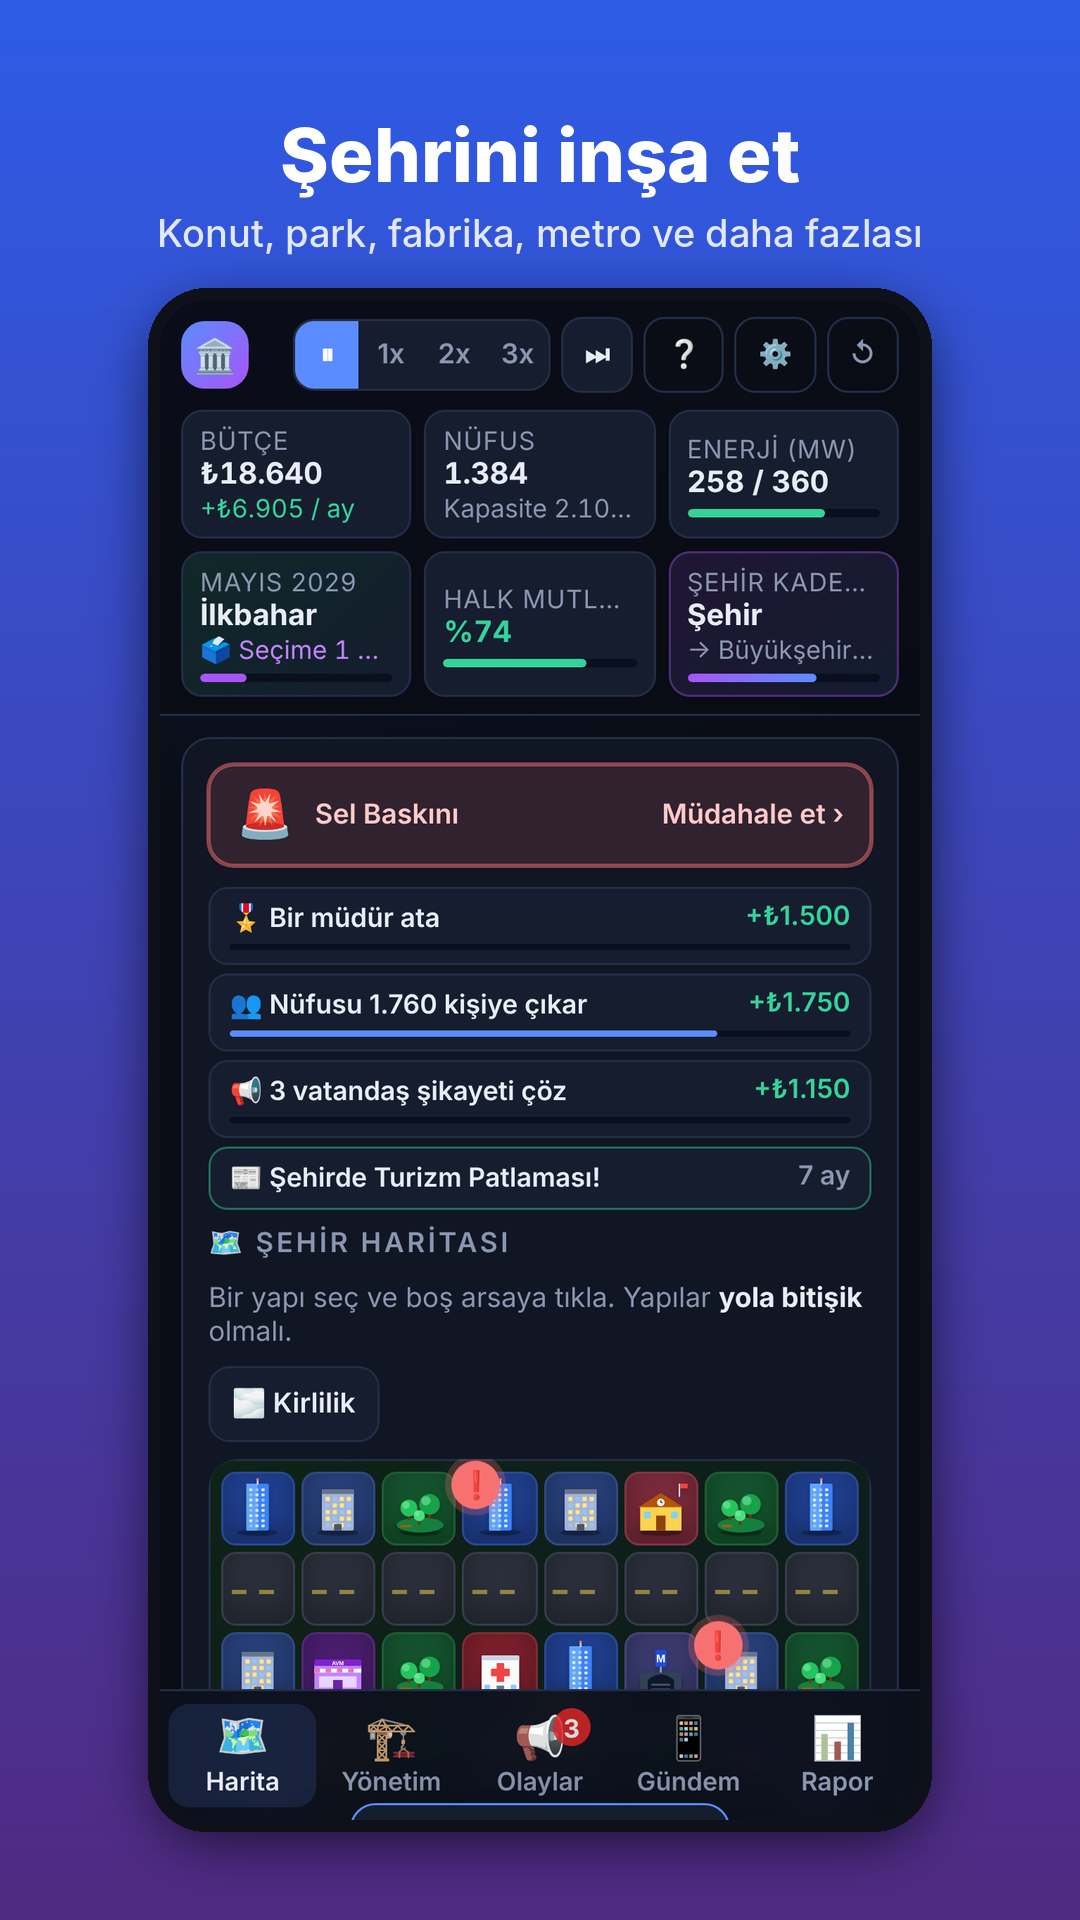 Şehrini inşa et
Konut, park, fabrika, metro ve daha fazlası
1x 2x 3x ?
BÜTÇE
₺18.640
+₺6.905 / ay
NÜFUS
1.384
Kapasite 2.10...
ENERJİ (MW)
258 / 360
MAYIS 2029
İlkbahar
Seçime 1 ...
HALK MUTL...
%74
ŞEHİR KADE...
Şehir
→ Büyükşehir...
Sel Baskını Müdahale et ›
Bir müdür ata +₺1.500
Nüfusu 1.760 kişiye çıkar +₺1.750
3 vatandaş şikayeti çöz +₺1.150
Şehirde Turizm Patlaması! 7 ay
ŞEHİR HARİTASI
Bir yapı seç ve boş arsaya tıkla. Yapılar yola bitişik
olmalı.
Kirlilik
!
!
AVM M
3
Harita Yönetim Olaylar Gündem Rapor